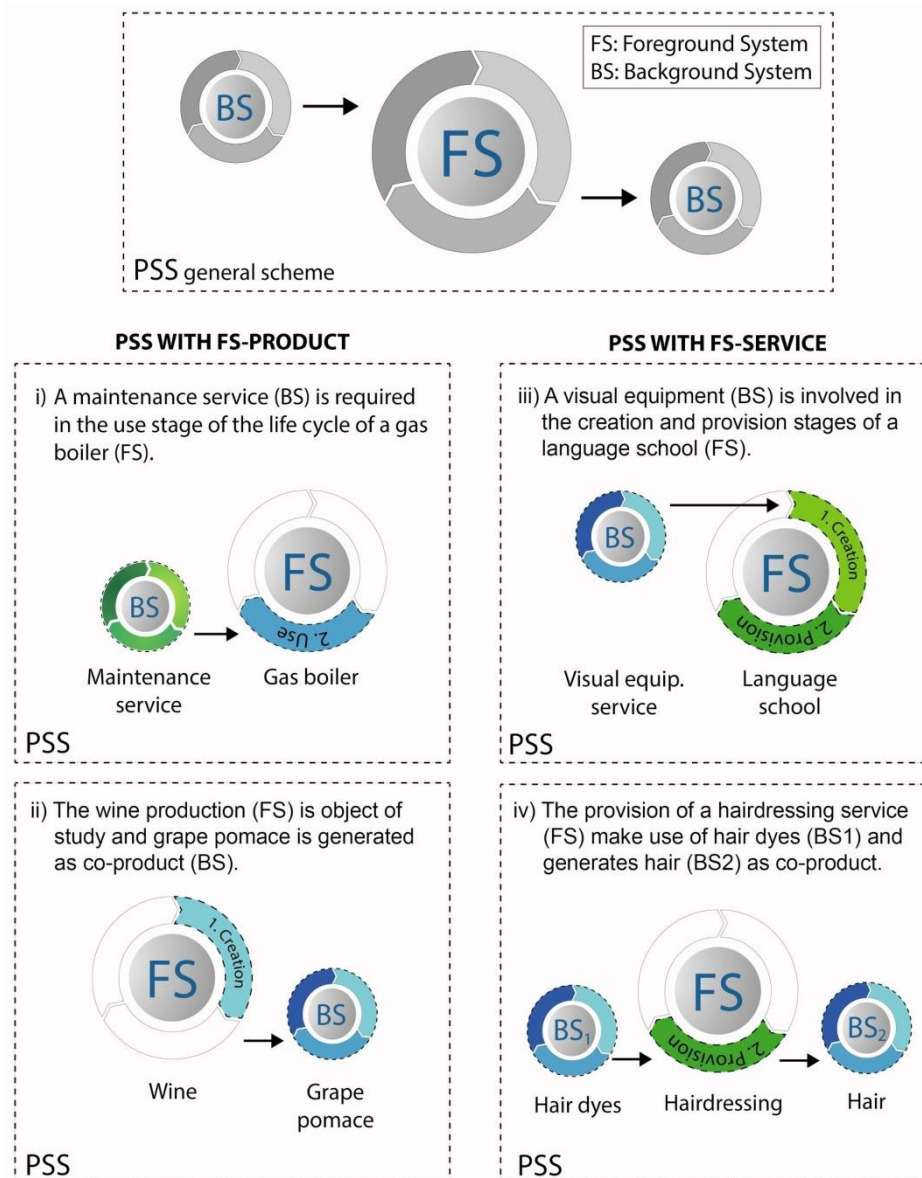 FS: Foreground System
BS: Background System
BS
FS
BS
PSS general scheme
PSS WITH FS-PRODUCT
i) A maintenance service (BS) is required
in the use stage of the life cycle of a gas
boiler (FS).
FS
BS
2. Use
Maintenance
service
Gas boiler
PSS
ii) The wine production (FS) is object of
study and grape pomace is generated
as co-product (BS).
1. Creation
FS
BS
Wine
Grape
pomace
PSS
PSS WITH FS-SERVICE
iii) A visual equipment (BS) is involved in
the creation and provision stages of a
language school (FS).
BS
1. Creation
FS
2. Provision
Visual equip.
service
Language
school
PSS
iv) The provision of a hairdressing service
(FS) make use of hair dyes (BS1) and
generates hair (BS2) as co-product.
FS
BS₁
BS₂
2. Provision
Hair dyes
Hairdressing
Hair
PSS